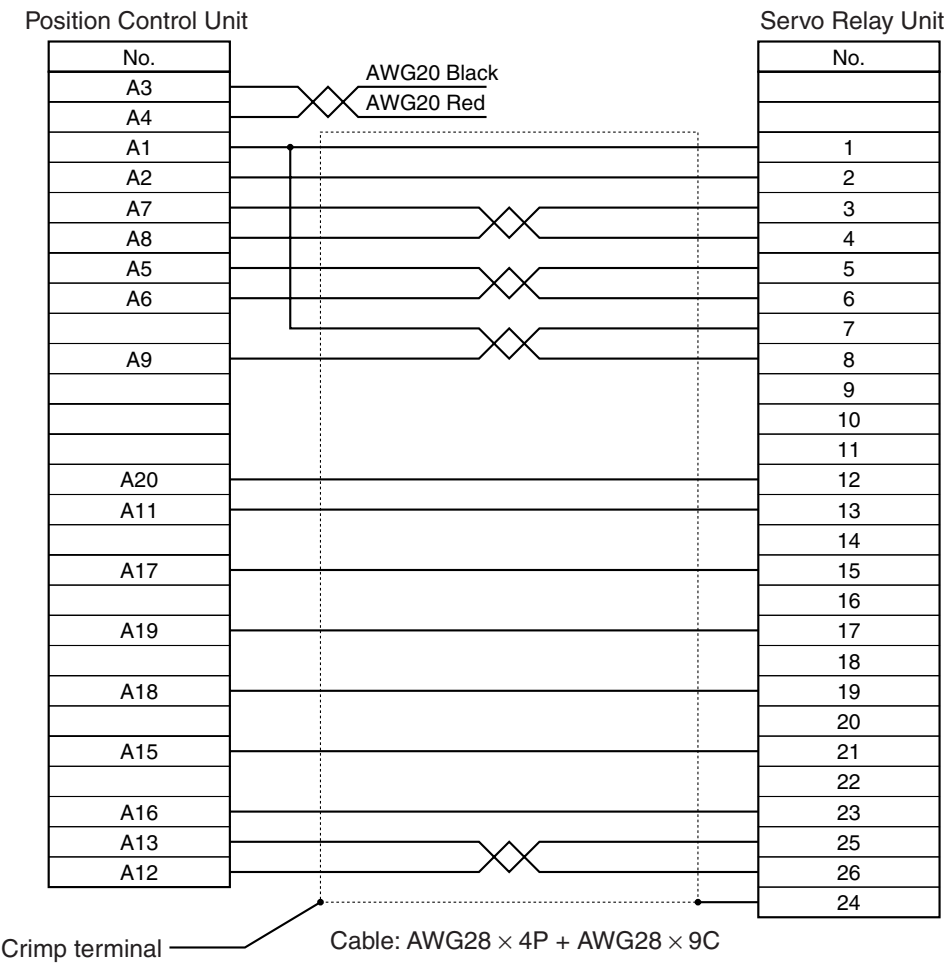 Position Control Unit Servo Relay Unit
No. No.
A3 AWG20 Black
A4 AWG20 Red
A1 1
A2 2
A7 3
A8 4
A5 5
A6 6
7
A9 8
9
10
11
A20 12
A11 13
14
A17 15
16
A19 17
18
A18 19
20
A15 21
22
A16 23
A13 25
A12 26
24
Crimp terminal Cable: AWG28 × 4P + AWG28 × 9C